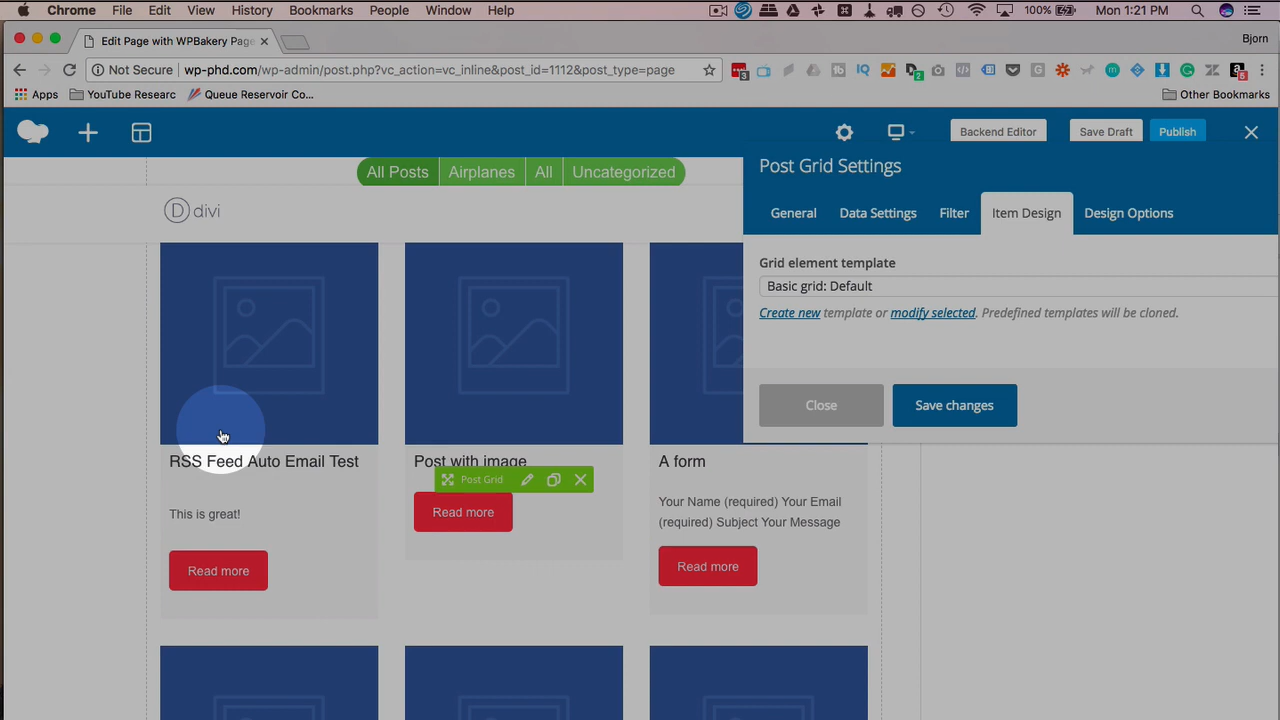 Chrome File Edit View History Bookmarks People Window Help 100% Mon 1:21 PM
Edit Page with WPBakery Page
Bjorn
Not Secure wp-phd.com/wp-admin/post.php?vc_action=vc_inline&post_id=1112&post_type=page
Apps YouTube Researc Queue Reservoir Co... Other Bookmarks
Backend Editor Save Draft Publish
All Posts Airplanes All Uncategorized
Post Grid Settings
divi
General Data Settings Filter Item Design Design Options
Grid element template
Basic grid: Default
Create new template or modify selected. Predefined templates will be cloned.
Close Save changes
RSS Feed Auto Email Test
This is great!
Read more
Post with image
Post Grid
Read more
A form
Your Name (required) Your Email
(required) Subject Your Message
Read more